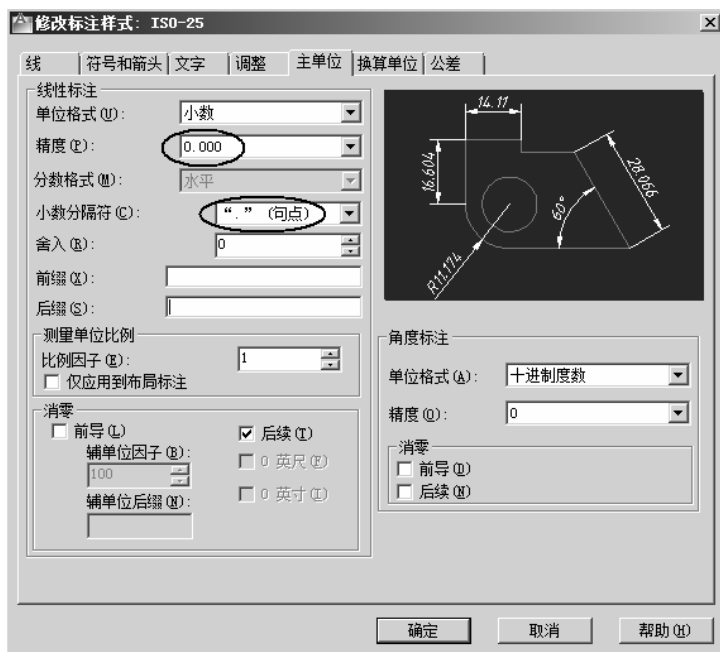 修改标注样式: ISO-25
线 符号和箭头 文字 调整 主单位 换算单位 公差
线性标注
单位格式(U): 小数
精度(P): 0.000
分数格式(M): 水平
小数分隔符(C): “.” (句点)
舍入(R): 0
前缀(X):
后缀(S):
测量单位比例
比例因子(E): 1
仅应用到布局标注
消零
前导(L)
后续(T)
辅单位因子(B):
100
0 英尺(F)
辅单位后缀(N):
0 英寸(I)
14.11
16.604
28.066
60°
R11.174
角度标注
单位格式(A): 十进制度数
精度(O): 0
消零
前导(D)
后续(N)
确定 取消 帮助(H)